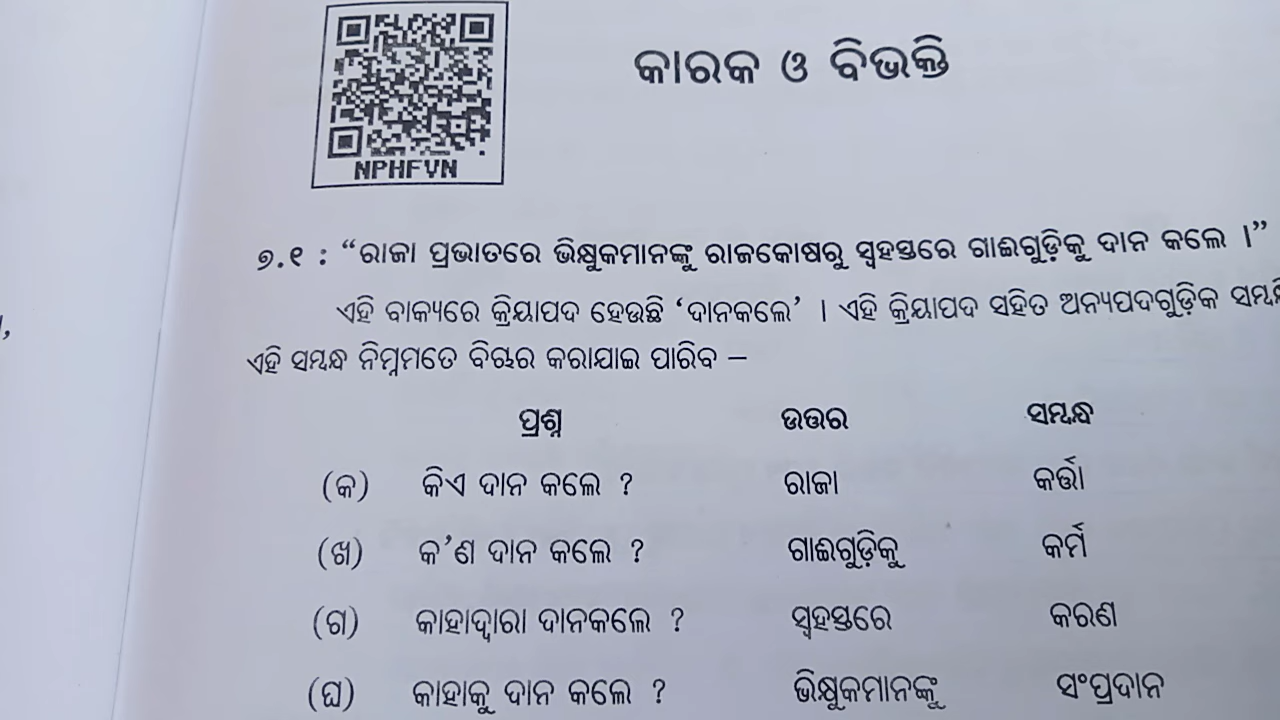 NPHFVN
କାରକ ଓ ବିଭକ୍ତି
୭.୧ : “ରାଜା ପ୍ରଭାତରେ ଭିକ୍ଷୁକମାନଙ୍କୁ ରାଜକୋଷରୁ ସ୍ୱହସ୍ତରେ ଗାଈଗୁଡ଼ିକୁ ଦାନ କଲେ ।”
ଏହି ବାକ୍ୟରେ କ୍ରିୟାପଦ ହେଉଛି ‘ଦାନକଲେ’ । ଏହି କ୍ରିୟାପଦ ସହିତ ଅନ୍ୟପଦଗୁଡ଼ିକ
ଏହି ସମ୍ବନ୍ଧ ନିମ୍ନମତେ ବିଚାର କରାଯାଇ ପାରିବ –
ପ୍ରଶ୍ନ ଉତ୍ତର ସମ୍ବନ୍ଧ
(କ) କିଏ ଦାନ କଲେ ? ରାଜା କର୍ତ୍ତା
(ଖ) କ’ଣ ଦାନ କଲେ ? ଗାଈଗୁଡ଼ିକୁ କର୍ମ
(ଗ) କାହାଦ୍ୱାରା ଦାନକଲେ ? ସ୍ୱହସ୍ତରେ କରଣ
(ଘ) କାହାକୁ ଦାନ କଲେ ? ଭିକ୍ଷୁକମାନଙ୍କୁ ସଂପ୍ରଦାନ